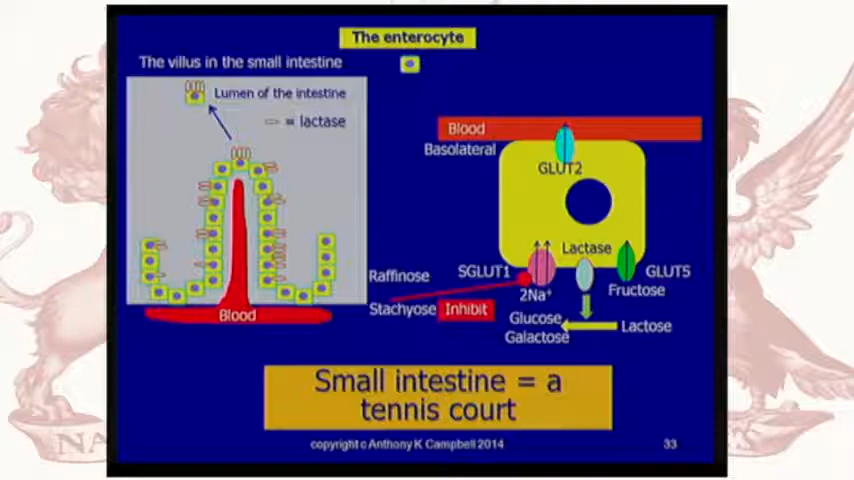 The enterocyte
The villus in the small intestine
Lumen of the intestine
= lactase
Blood
Blood
Basolateral
GLUT2
Lactase
SGLUT1
GLUT5
2Na⁺
Fructose
Raffinose
Stachyose
Inhibit
Glucose
Galactose
Lactose
Small intestine = a
tennis court
copyright c Anthony K Campbell 2014
33
NA